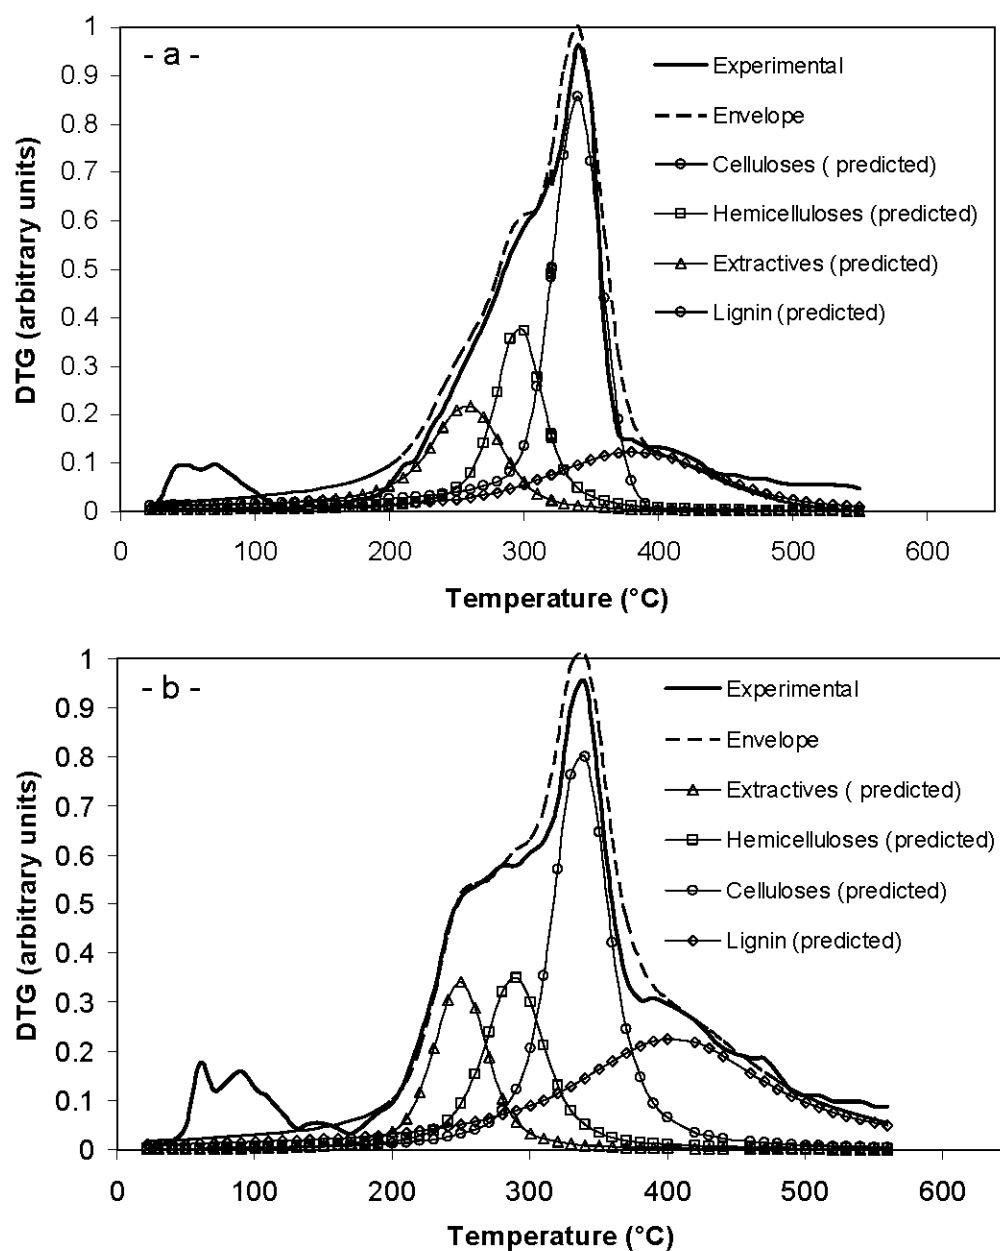 - a -
DTG (arbitrary units)
1
0.9
0.8
0.7
0.6
0.5
0.4
0.3
0.2
0.1
0
Experimental
Envelope
Celluloses ( predicted)
Hemicelluloses (predicted)
Extractives (predicted)
Lignin (predicted)
0 100 200 300 400 500 600
Temperature (°C)
- b -
DTG (arbitrary units)
1
0.9
0.8
0.7
0.6
0.5
0.4
0.3
0.2
0.1
0
Experimental
Envelope
Extractives ( predicted)
Hemicelluloses (predicted)
Celluloses (predicted)
Lignin (predicted)
0 100 200 300 400 500 600
Temperature (°C)